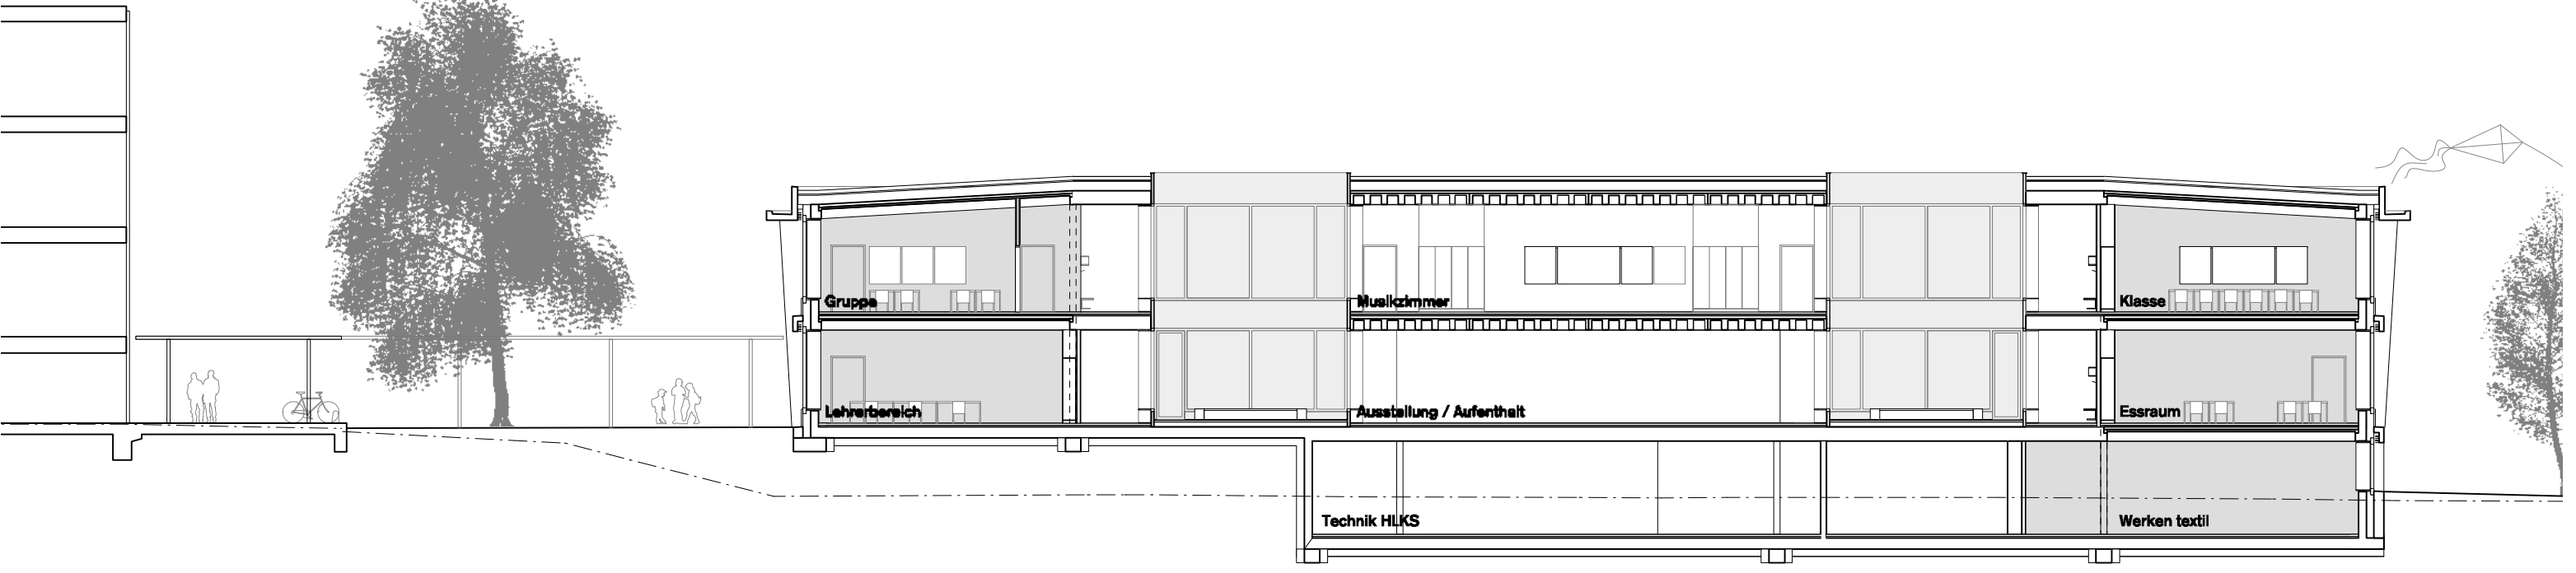 Gruppe
Musikzimmer
Klasse
Lehrerbereich
Ausstellung / Aufenthalt
Essraum
Technik HLKS
Werken textil